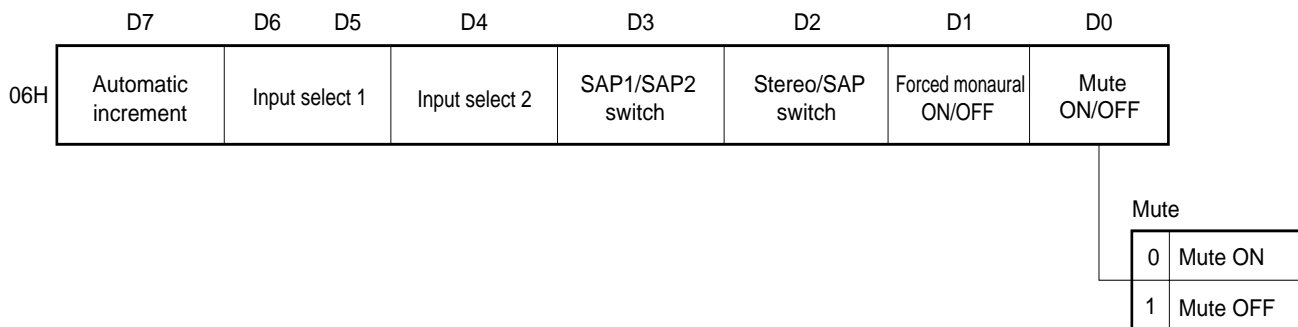 D7 D6 D5 D4 D3 D2 D1 D0
06H
Automatic
increment
Input select 1
Input select 2
SAP1/SAP2
switch
Stereo/SAP
switch
Forced monaural
ON/OFF
Mute
ON/OFF
Mute
0 Mute ON
1 Mute OFF